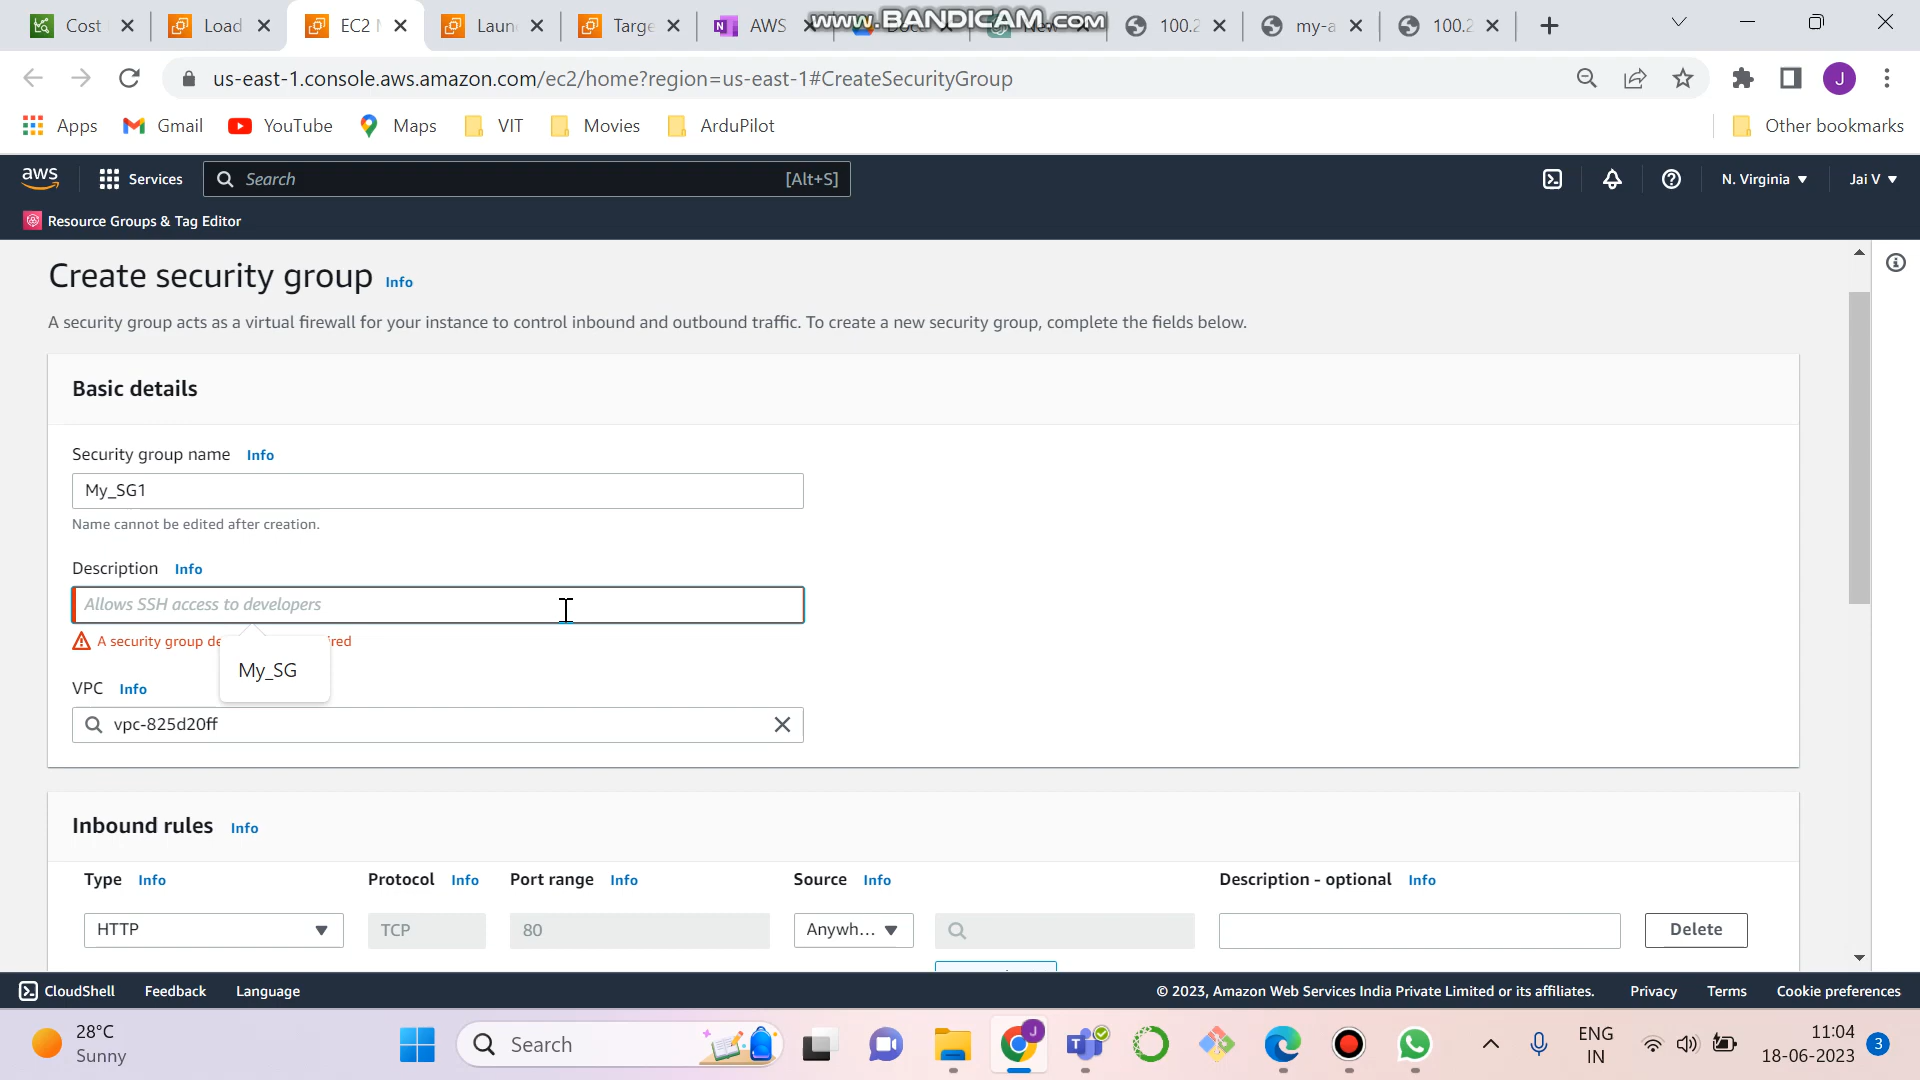 Cost
Load
EC2
Laun
Targe
AWS
www.BANDICAM.com
100.2
my-a
100.2
us-east-1.console.aws.amazon.com/ec2/home?region=us-east-1#CreateSecurityGroup
J
Apps
Gmail
YouTube
Maps
VIT
Movies
ArduPilot
Other bookmarks
aws
Services
Search
[Alt+S]
N. Virginia
Jai V
Resource Groups & Tag Editor
Create security group Info
A security group acts as a virtual firewall for your instance to control inbound and outbound traffic. To create a new security group, complete the fields below.
Basic details
Security group name Info
My_SG1
Name cannot be edited after creation.
Description Info
Allows SSH access to developers
A security group de
ired
My_SG
VPC Info
vpc-825d20ff
Inbound rules Info
Type Info Protocol Info Port range Info Source Info Description - optional Info
HTTP TCP 80 Anywh... Delete
CloudShell Feedback Language © 2023, Amazon Web Services India Private Limited or its affiliates. Privacy Terms Cookie preferences
28°C
Sunny
Search
J
ENG
IN
11:04
18-06-2023
3